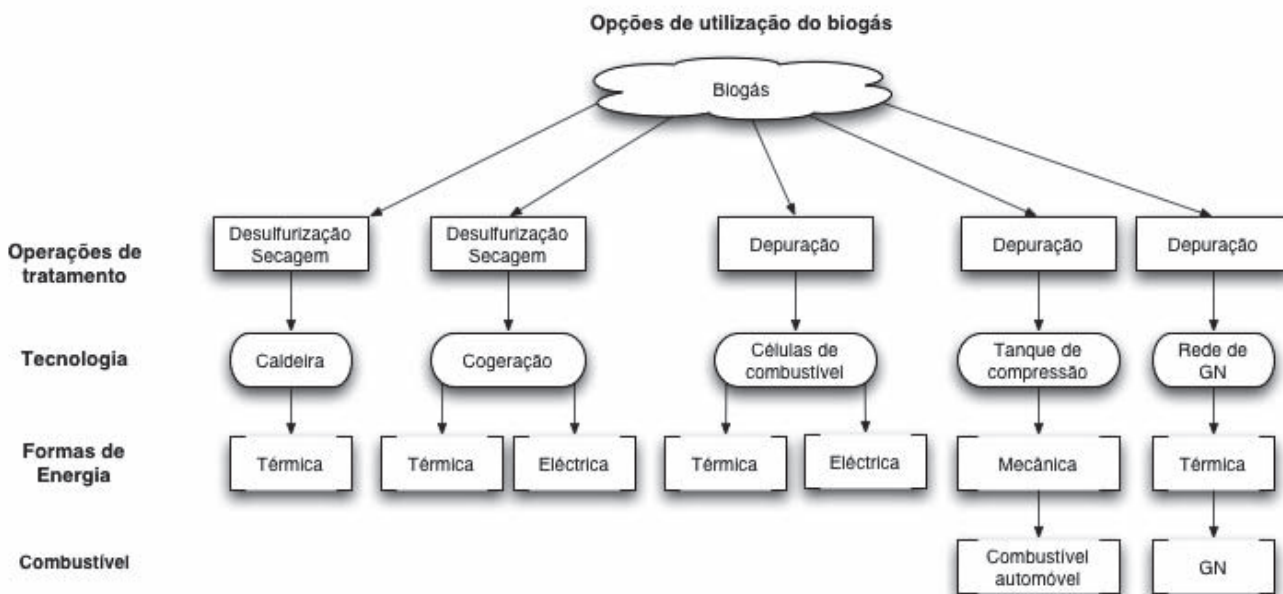 Opções de utilização do biogás
Biogás
Operações de
tratamento
Desulfurização
Secagem
Desulfurização
Secagem
Depuração
Depuração
Depuração
Tecnologia
Caldeira
Cogeração
Células de
combustível
Tanque de
compressão
Rede de
GN
Formas de
Energia
Térmica
Térmica
Eléctrica
Térmica
Eléctrica
Mecânica
Térmica
Combustível
Combustível
automóvel
GN